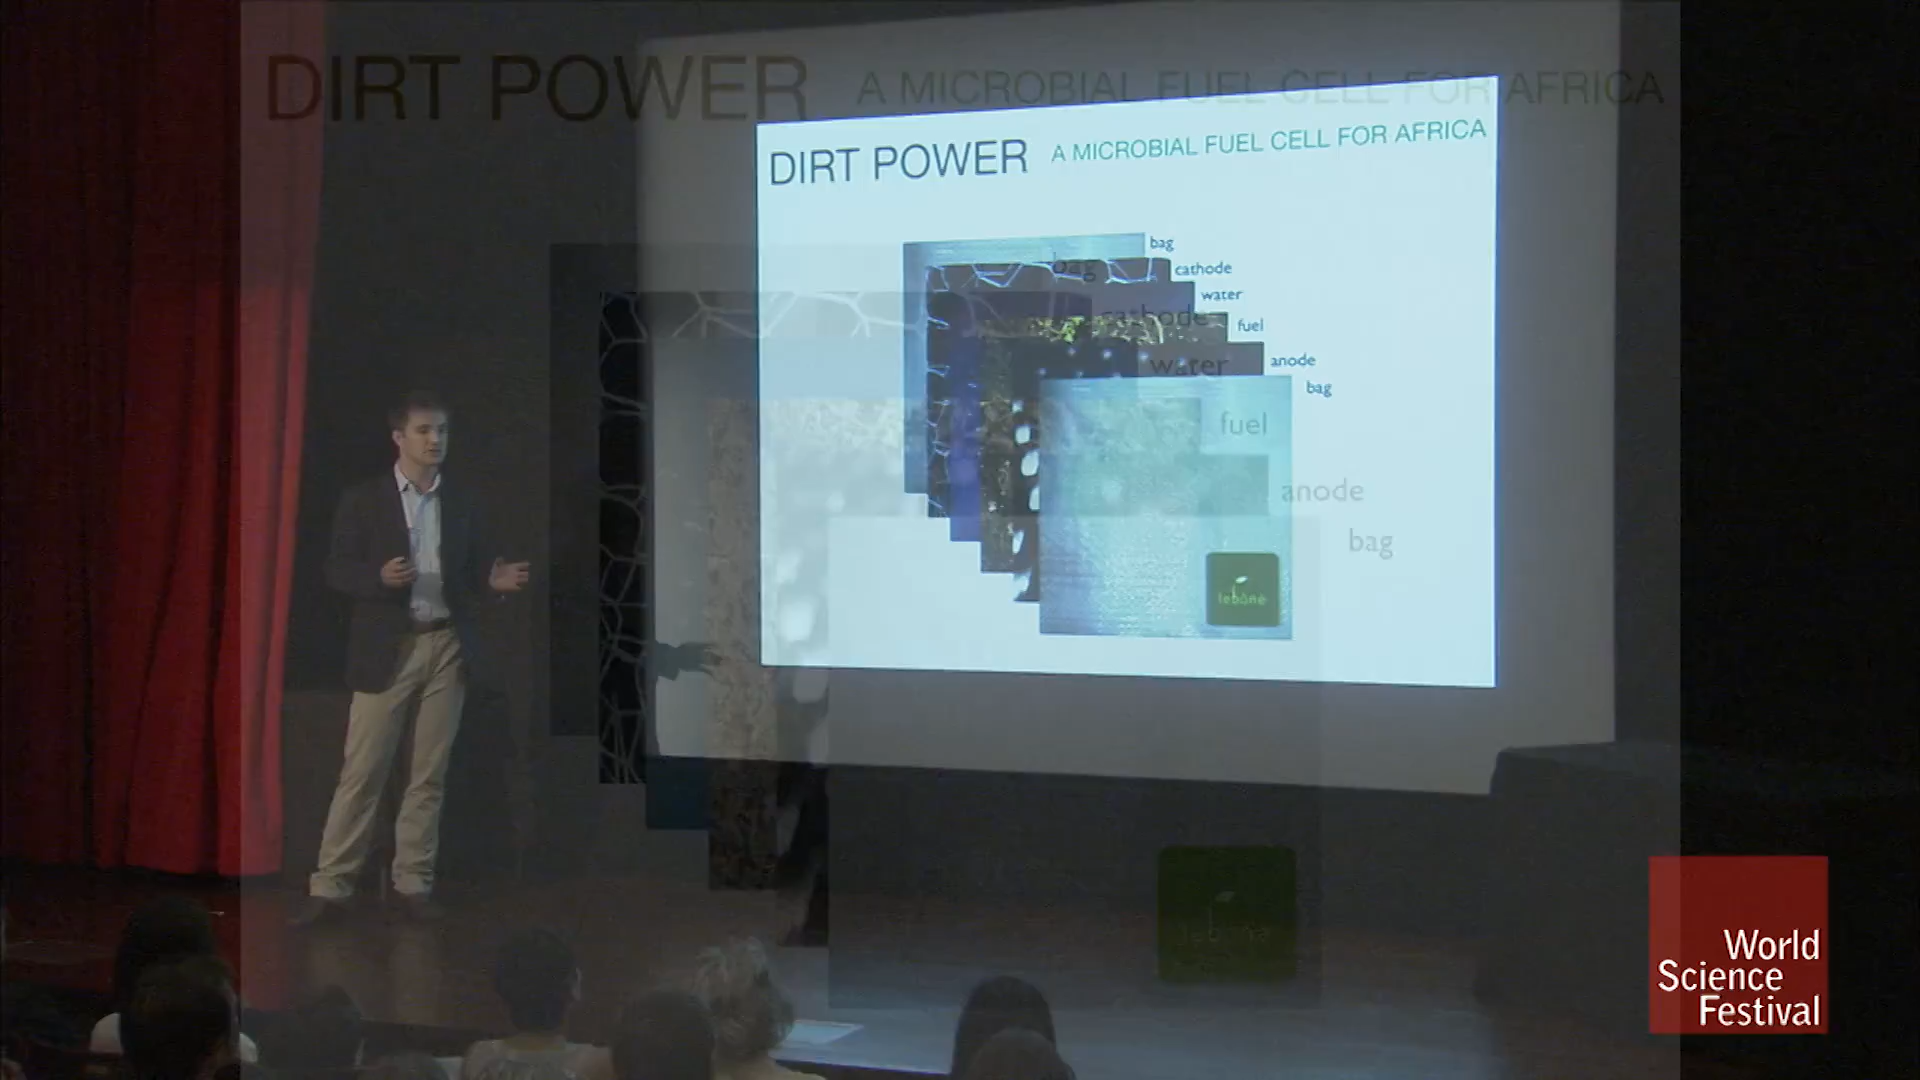 DIRT POWER A MICROBIAL FUEL CELL FOR AFRICA
DIRT POWER A MICROBIAL FUEL CELL FOR AFRICA
bag
cathode
water
fuel
anode
bag
bag
cathode
water
fuel
anode
bag
lebônê
World
Science
Festival